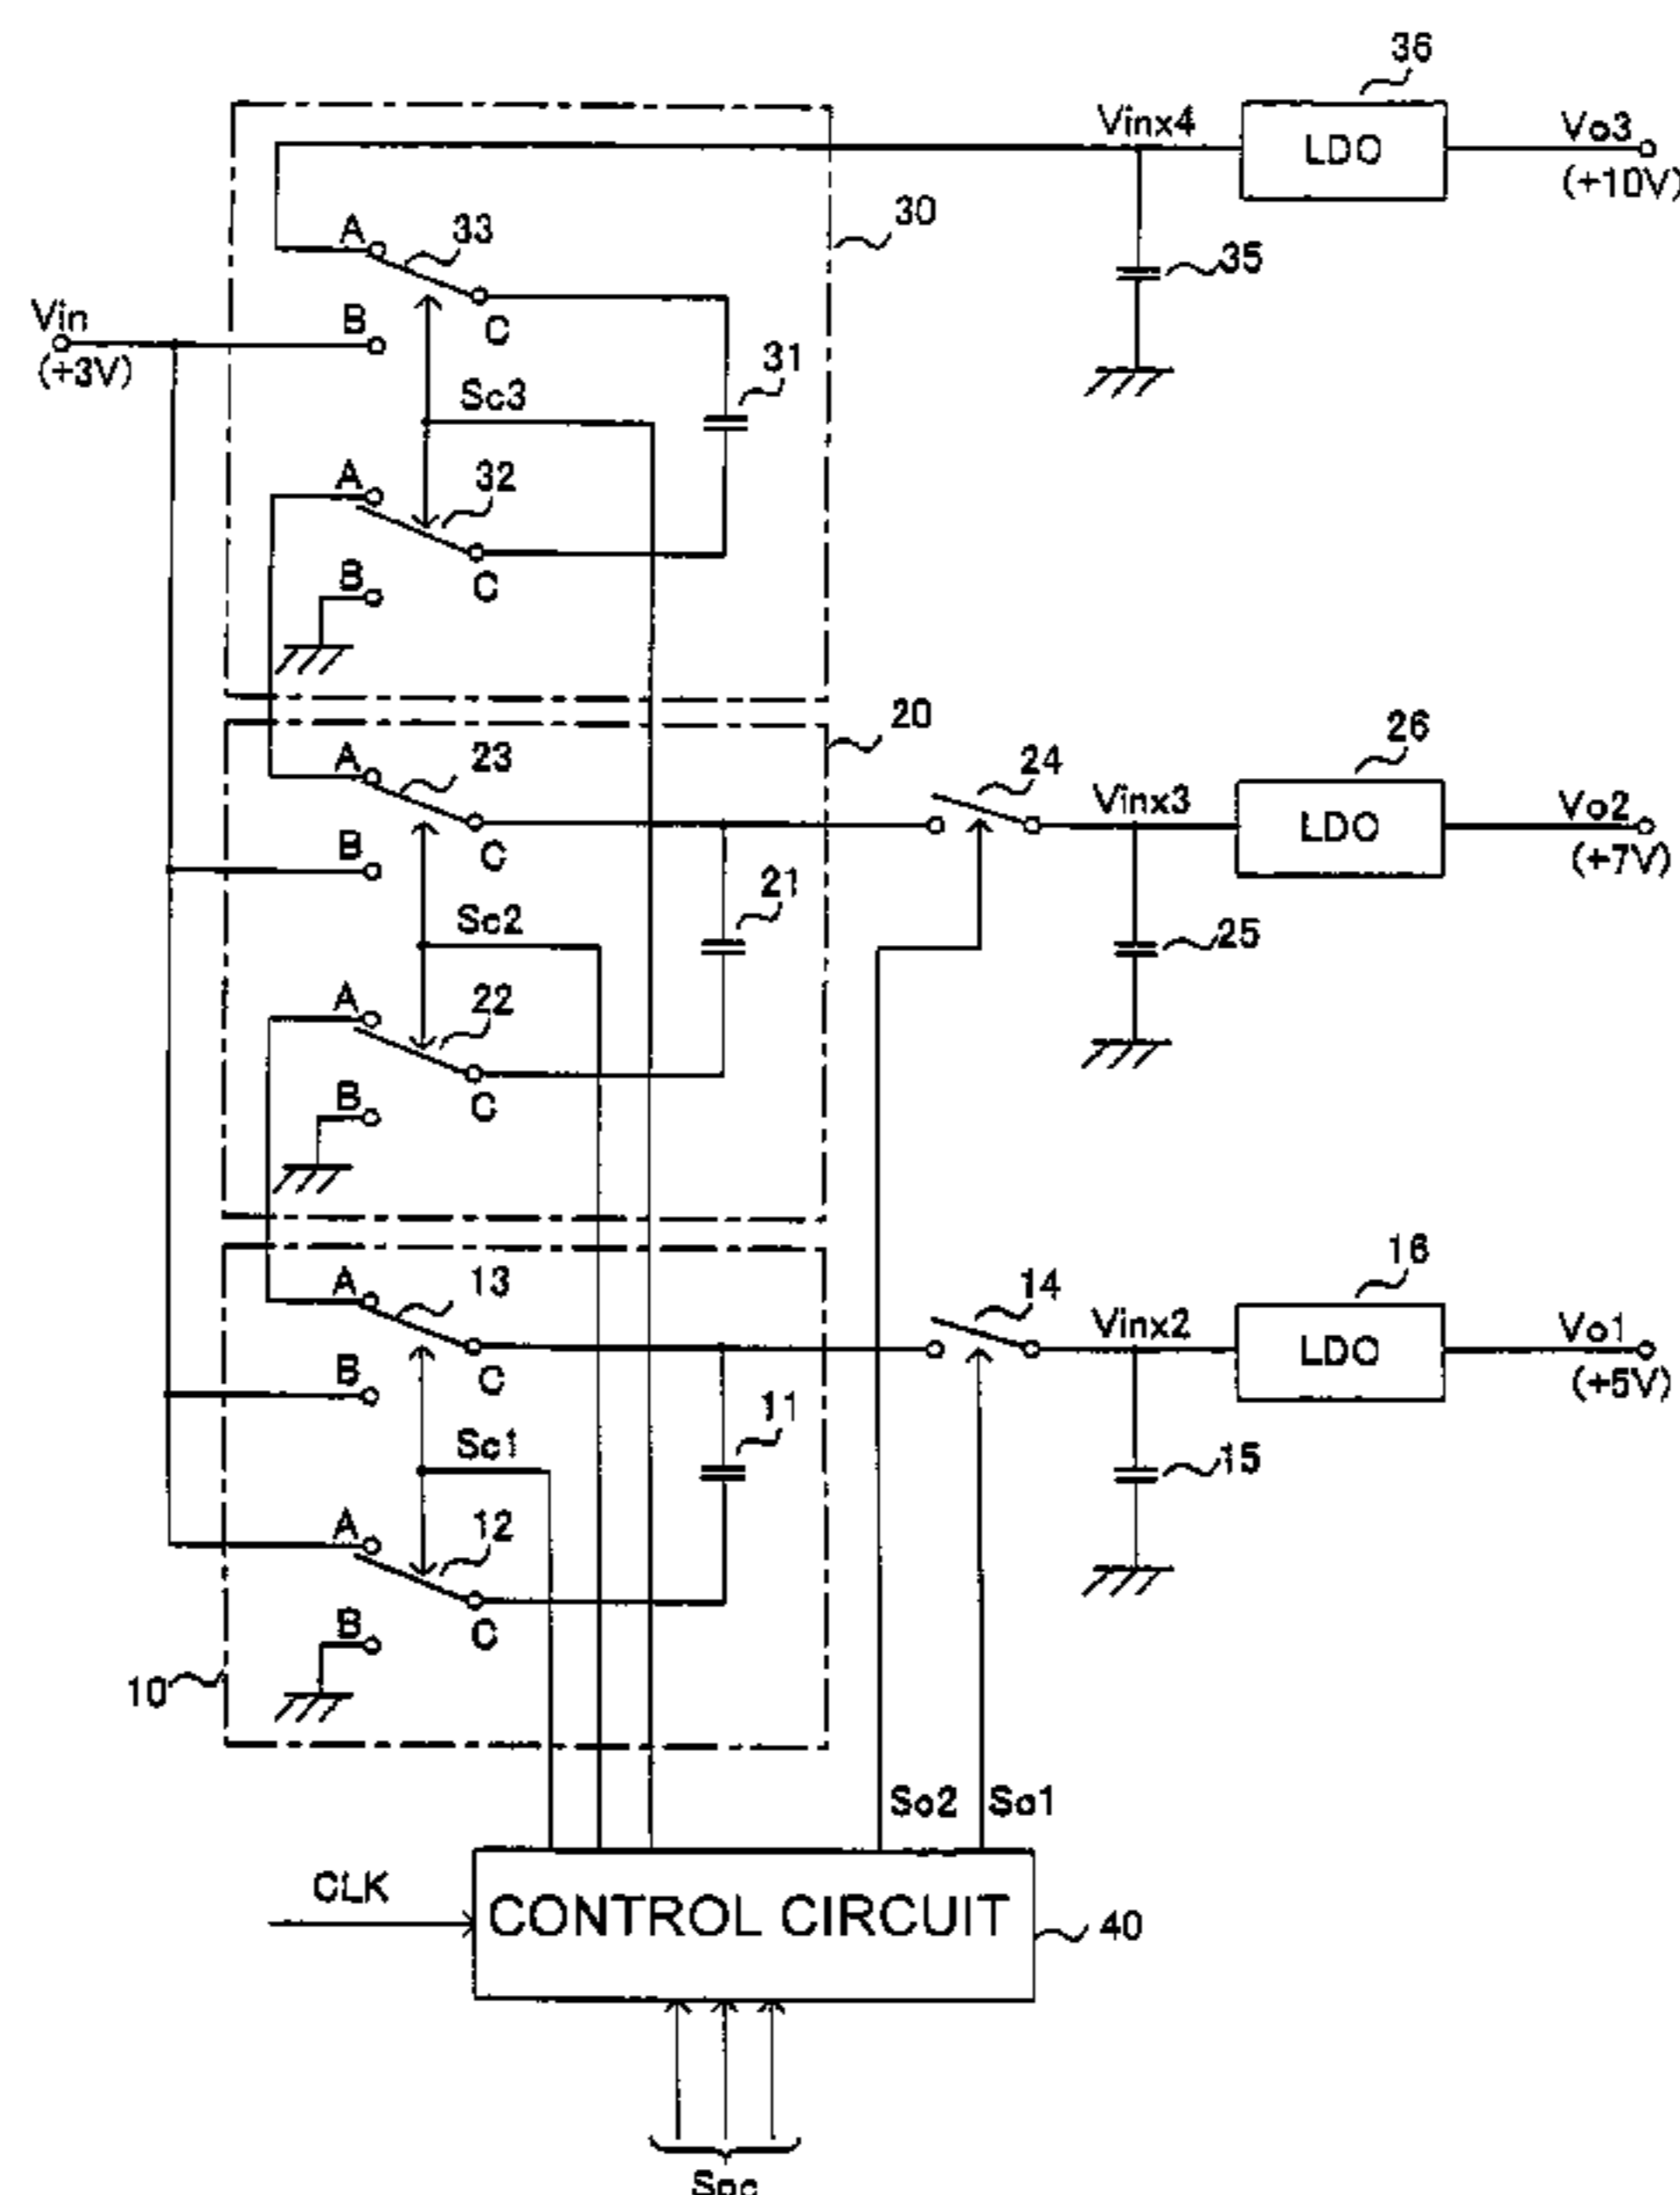 36
Vinx4
LDO
Vo3
(+10V)
30
A
33
35
Vin
(+3V)
B
C
31
Sc3
A
32
B
C
20
26
A
23
24
Vinx3
LDO
Vo2
(+7V)
B
C
21
Sc2
25
A
22
B
C
16
A
13
14
Vinx2
LDO
Vo1
(+5V)
B
C
11
Sc1
15
A
12
B
C
10
So2
So1
CLK
CONTROL CIRCUIT
40